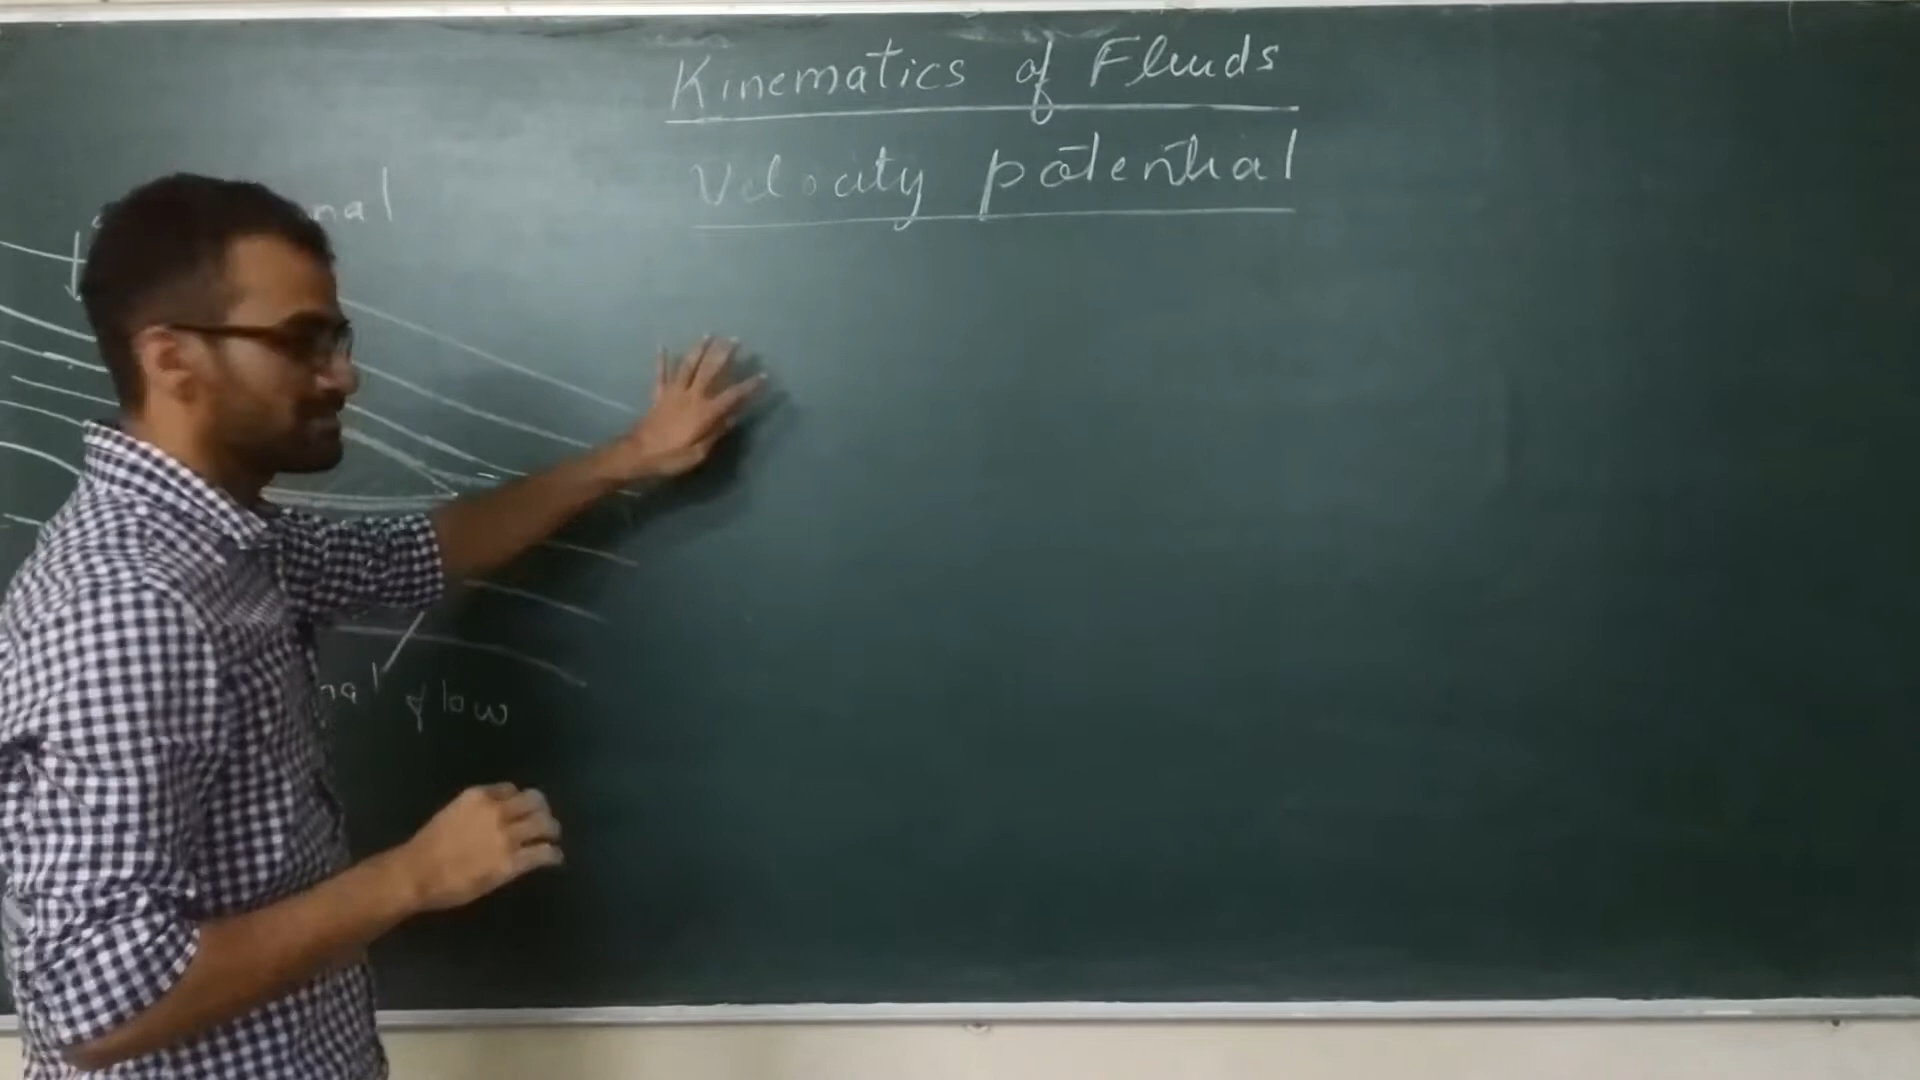 Kinematics of Fluids
Velocity potential
nal
nal flow